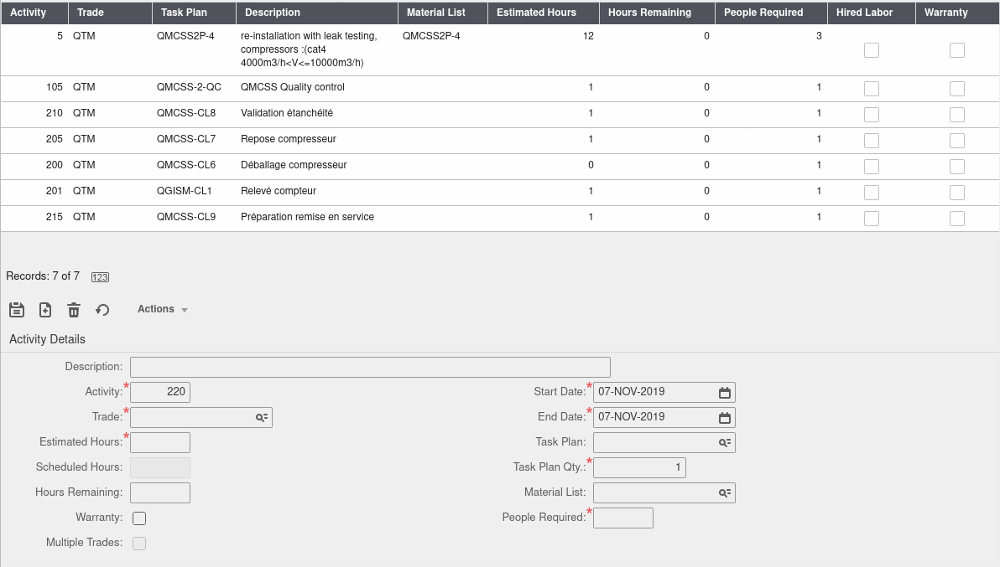 Activity Trade Task Plan Description Material List Estimated Hours Hours Remaining People Required Hired Labor Warranty
5 QTM QMCSS2P-4 re-installation with leak testing, QMCSS2P-4 12 0 3
compressors :(cat4
4000m3/h<V<=10000m3/h)
105 QTM QMCSS-2-QC QMCSS Quality control 1 0 1
210 QTM QMCSS-CL8 Validation étanchéité 1 0 1
205 QTM QMCSS-CL7 Repose compresseur 1 0 1
200 QTM QMCSS-CL6 Déballage compresseur 0 0 1
201 QTM QGISM-CL1 Relevé compteur 1 0 1
215 QTM QMCSS-CL9 Préparation remise en service 1 0 1
Records: 7 of 7 123
Actions
Activity Details
Description:
Activity:* 220 Start Date:* 07-NOV-2019
Trade:* End Date:* 07-NOV-2019
Estimated Hours:* Task Plan:
Scheduled Hours: Task Plan Qty.:* 1
Hours Remaining: Material List:
Warranty: People Required:*
Multiple Trades: